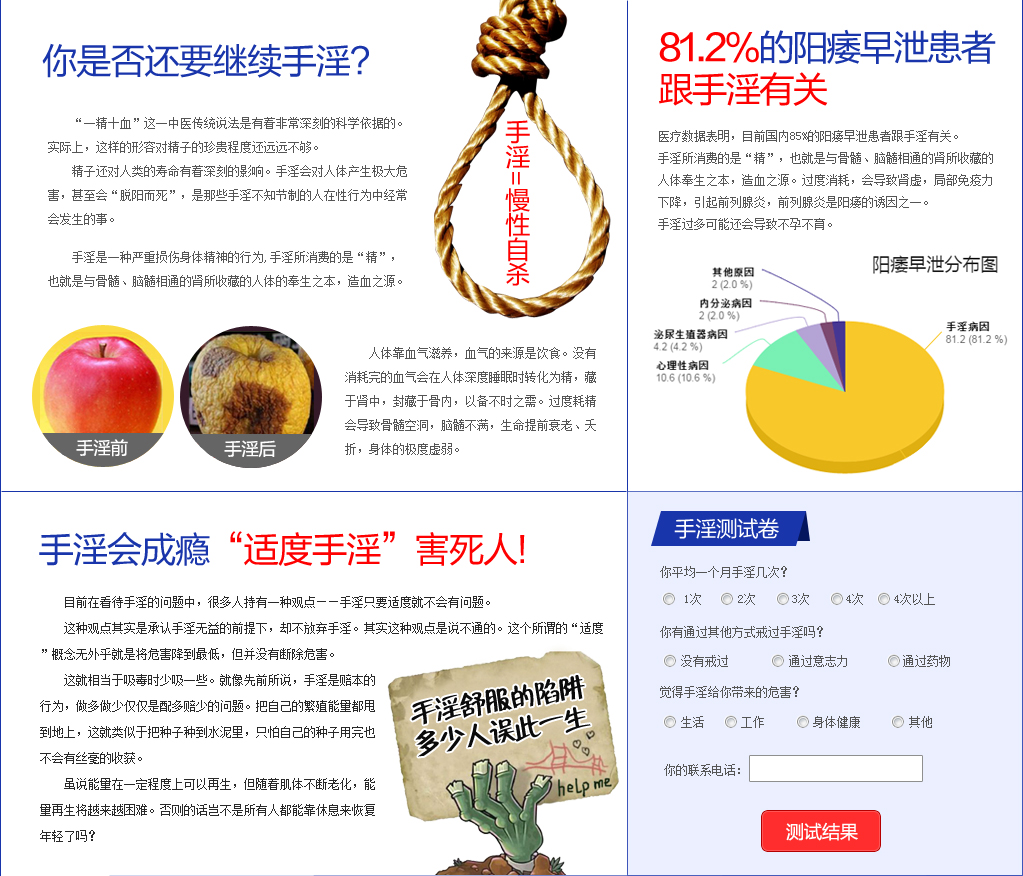 你是否还要继续手淫?
“一精十血”这一中医传统说法是有着非常深刻的科学依据的。
实际上，这样的形容对精子的珍贵程度还远远不够。
精子还对人类的寿命有着深刻的影响。手淫会对人体产生极大危
害，甚至会“脱阳而死”，是那些手淫不知节制的人在性行为中经常
会发生的事。
手淫是一种严重损伤身体精神的行为, 手淫所消费的是“精”，
也就是与骨髓、脑髓相通的肾所收藏的人体的奉生之本，造血之源。
手淫=慢性自杀
手淫前
手淫后
人体靠血气滋养，血气的来源是饮食。没有
消耗完的血气会在人体深度睡眠时转化为精，藏
于肾中，封藏于骨内，以备不时之需。过度耗精
会导致骨髓空洞，脑髓不满，生命提前衰老、夭
折，身体的极度虚弱。
81.2%的阳痿早泄患者
跟手淫有关
医疗数据表明，目前国内85%的阳痿早泄患者跟手淫有关。
手淫所消费的是“精”，也就是与骨髓、脑髓相通的肾所收藏的
人体奉生之本，造血之源。过度消耗，会导致肾虚，局部免疫力
下降，引起前列腺炎，前列腺炎是阳痿的诱因之一。
手淫过多可能还会导致不孕不育。
阳痿早泄分布图
其他原因
2 (2.0 %)
内分泌病因
2 (2.0 %)
泌尿生殖器病因
4.2 (4.2 %)
心理性病因
10.6 (10.6 %)
手淫病因
81.2 (81.2 %)
手淫会成瘾“适度手淫”害死人!
目前在看待手淫的问题中，很多人持有一种观点——手淫只要适度就不会有问题。
这种观点其实是承认手淫无益的前提下，却不放弃手淫。其实这种观点是说不通的。这个所谓的“适度
”概念无外乎就是将危害降到最低，但并没有断除危害。
这就相当于吸毒时少吸一些。就像先前所说，手淫是赔本的
行为，做多做少仅仅是配多赔少的问题。把自己的繁殖能量都甩
到地上，这就类似于把种子种到水泥里，只怕自己的种子用完也
不会有丝毫的收获。
虽说能量在一定程度上可以再生，但随着肌体不断老化，能
量再生将越来越困难。否则的话岂不是所有人都能靠休息来恢复
年轻了吗？
手淫舒服的陷阱
多少人误此一生
help me
手淫测试卷
你平均一个月手淫几次？
1次 2次 3次 4次 4次以上
你有通过其他方式戒过手淫吗？
没有戒过 通过意志力 通过药物
觉得手淫给你带来的危害？
生活 工作 身体健康 其他
你的联系电话：
测试结果